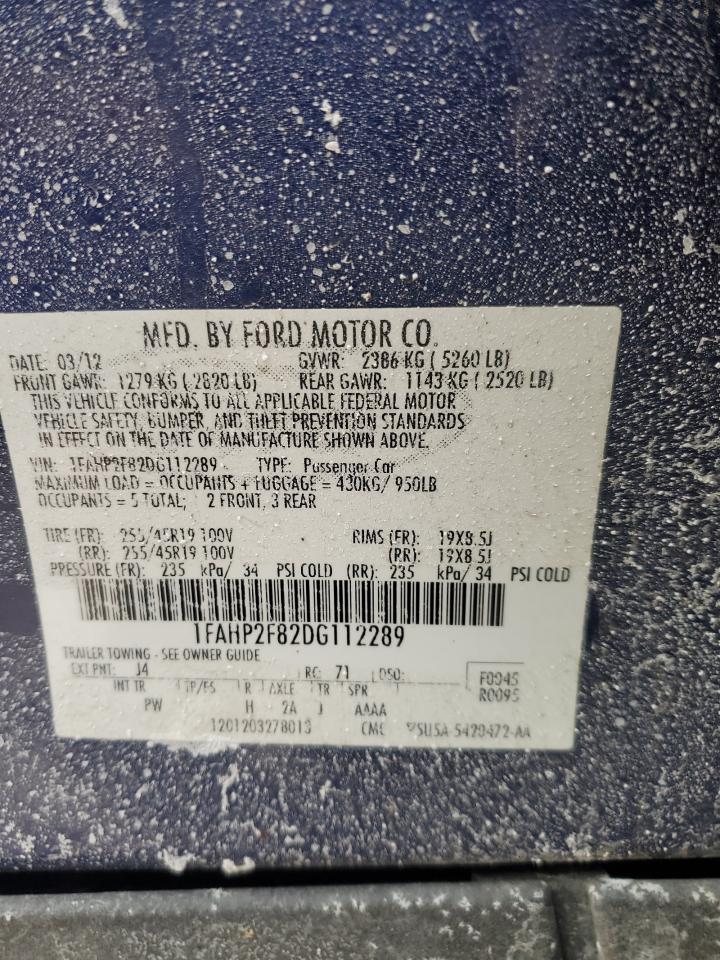 MFD. BY FORD MOTOR CO.
DATE: 03/12 GVWR: 2386 KG ( 5260 LB)
FRONT GAWR: 1279 KG ( 2820 LB) REAR GAWR: 1143 KG ( 2520 LB)
THIS VEHICLE CONFORMS TO ALL APPLICABLE FEDERAL MOTOR
VEHICLE SAFETY, BUMPER, AND THEFT PREVENTION STANDARDS
IN EFFECT ON THE DATE OF MANUFACTURE SHOWN ABOVE.
VIN: 1FAHP2F82DG112289 TYPE: Passenger Car
MAXIMUM LOAD = OCCUPANTS + LUGGAGE = 430KG/ 950LB
OCCUPANTS = 5 TOTAL; 2 FRONT, 3 REAR
TIRE (FR): 255/45R19 100V RIMS (FR): 19X8.5J
(RR): 255/45R19 100V (RR): 19X8.5J
PRESSURE (FR): 235 kPa/ 34 PSI COLD (RR): 235 kPa/ 34 PSI COLD
1FAHP2F82DG112289
TRAILER TOWING - SEE OWNER GUIDE
EXT PNT: J4 RC: 71 DSO: F0045
INT TR TP/PS R AXLE TR SPR R0095
PW H 2A J AAAA
CMC